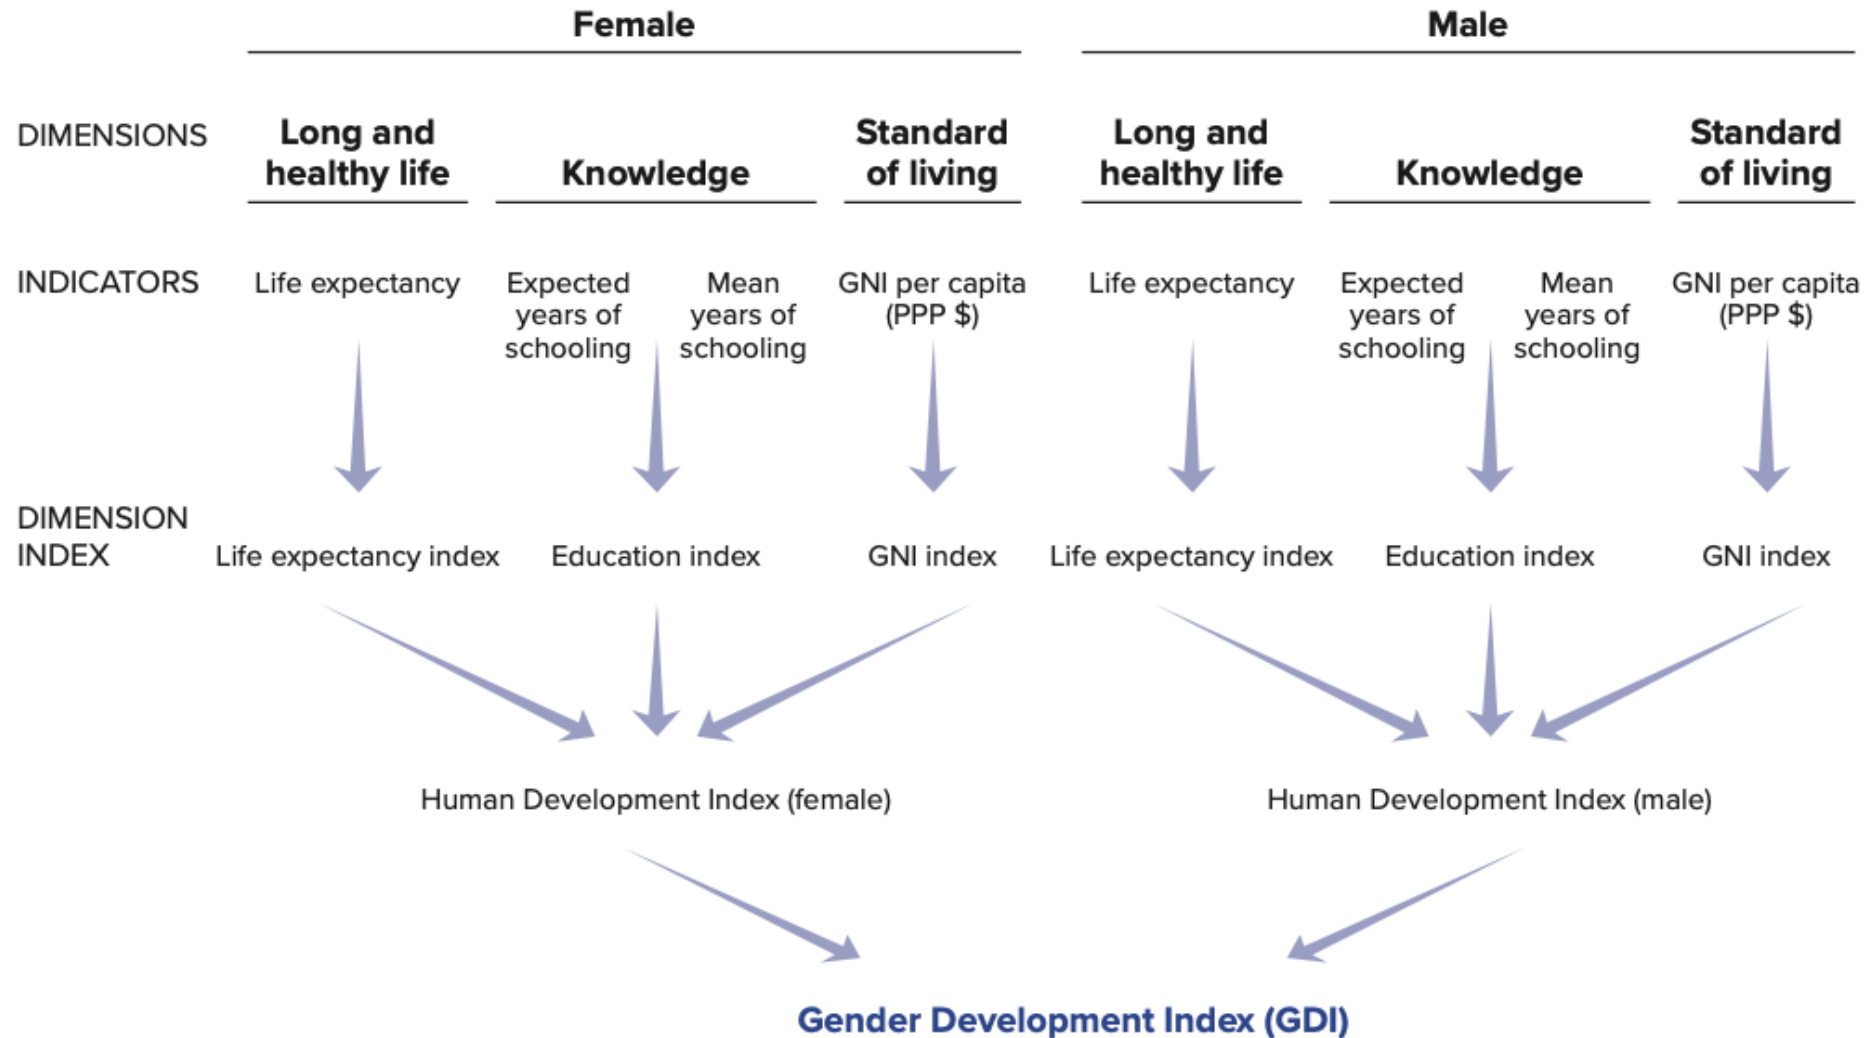 Female Male
DIMENSIONS Long and healthy life Knowledge Standard of living Long and healthy life Knowledge Standard of living
INDICATORS Life expectancy Expected years of schooling Mean years of schooling GNI per capita (PPP $) Life expectancy Expected years of schooling Mean years of schooling GNI per capita (PPP $)
DIMENSION INDEX Life expectancy index Education index GNI index Life expectancy index Education index GNI index
Human Development Index (female) Human Development Index (male)
Gender Development Index (GDI)